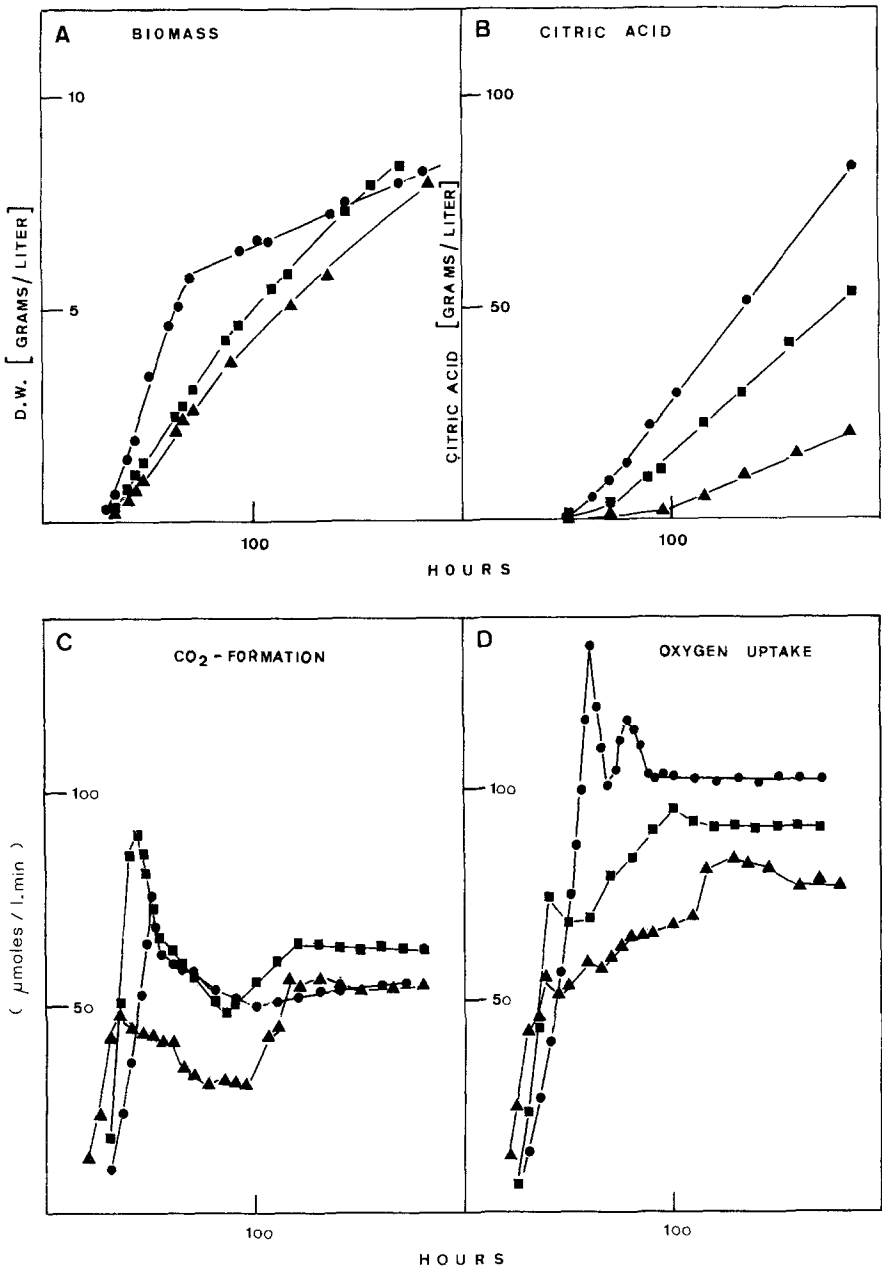 A BIOMASS
10
5
D.W. [GRAMS/LITER]
100
B CITRIC ACID
100
50
CITRIC ACID [GRAMS/LITER]
100
HOURS
C CO₂-FORMATION
100
50
( μmoles / l.min )
100
D OXYGEN UPTAKE
100
50
100
HOURS